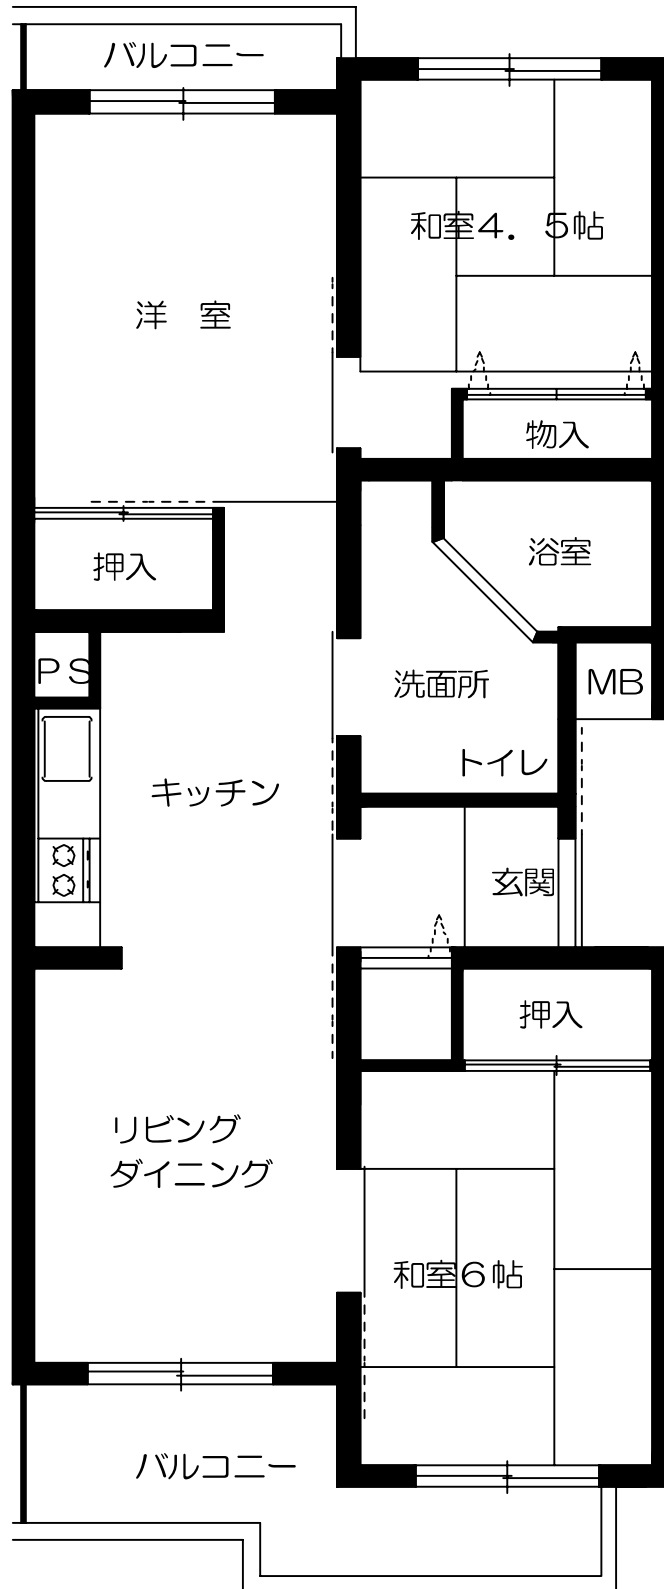 バルコニー
和室4．5帖
洋　室
物入
浴室
押入
PS
洗面所
MB
トイレ
キッチン
玄関
押入
リビング
ダイニング
和室6帖
バルコニー